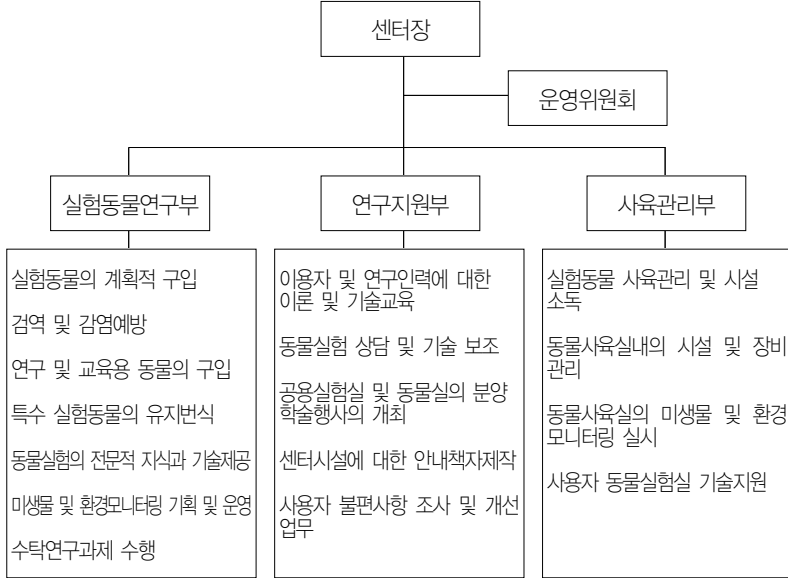 센터장
운영위원회
실험동물연구부
연구지원부
사육관리부
실험동물의 계획적 구입
검역 및 감염예방
연구 및 교육용 동물의 구입
특수 실험동물의 유지번식
동물실험의 전문적 지식과 기술제공
미생물 및 환경모니터링 기획 및 운영
수탁연구과제 수행
이용자 및 연구인력에 대한
이론 및 기술교육
동물실험 상담 및 기술 보조
공용실험실 및 동물실의 분양
학술행사의 개최
센터시설에 대한 안내책자제작
사용자 불편사항 조사 및 개선
업무
실험동물 사육관리 및 시설
소독
동물사육실내의 시설 및 장비
관리
동물사육실의 미생물 및 환경
모니터링 실시
사용자 동물실험실 기술지원